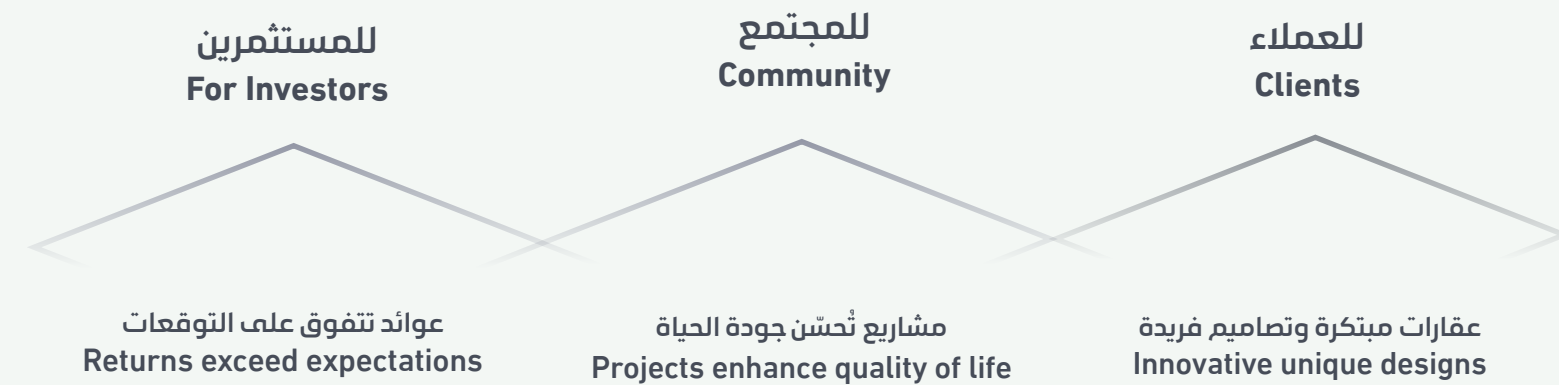 للعملاء
Clients
عقارات مبتكرة وتصاميم فريدة
Innovative unique designs
للمجتمع
Community
مشاريع تُحسّن جودة الحياة
Projects enhance quality of life
للمستثمرين
For Investors
عوائد تتفوق على التوقعات
Returns exceed expectations